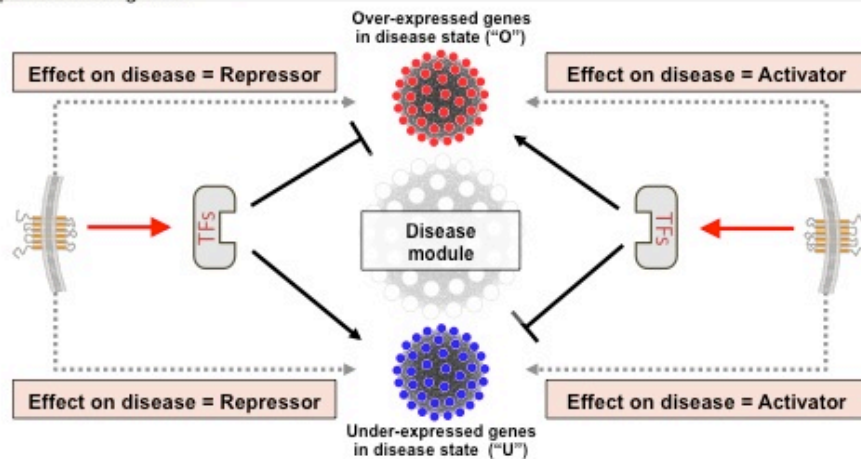 Over-expressed genes
in disease state ("O")
Effect on disease = Repressor
Effect on disease = Activator
TFs
TFs
Disease
module
Effect on disease = Repressor
Effect on disease = Activator
Under-expressed genes
in disease state ("U")